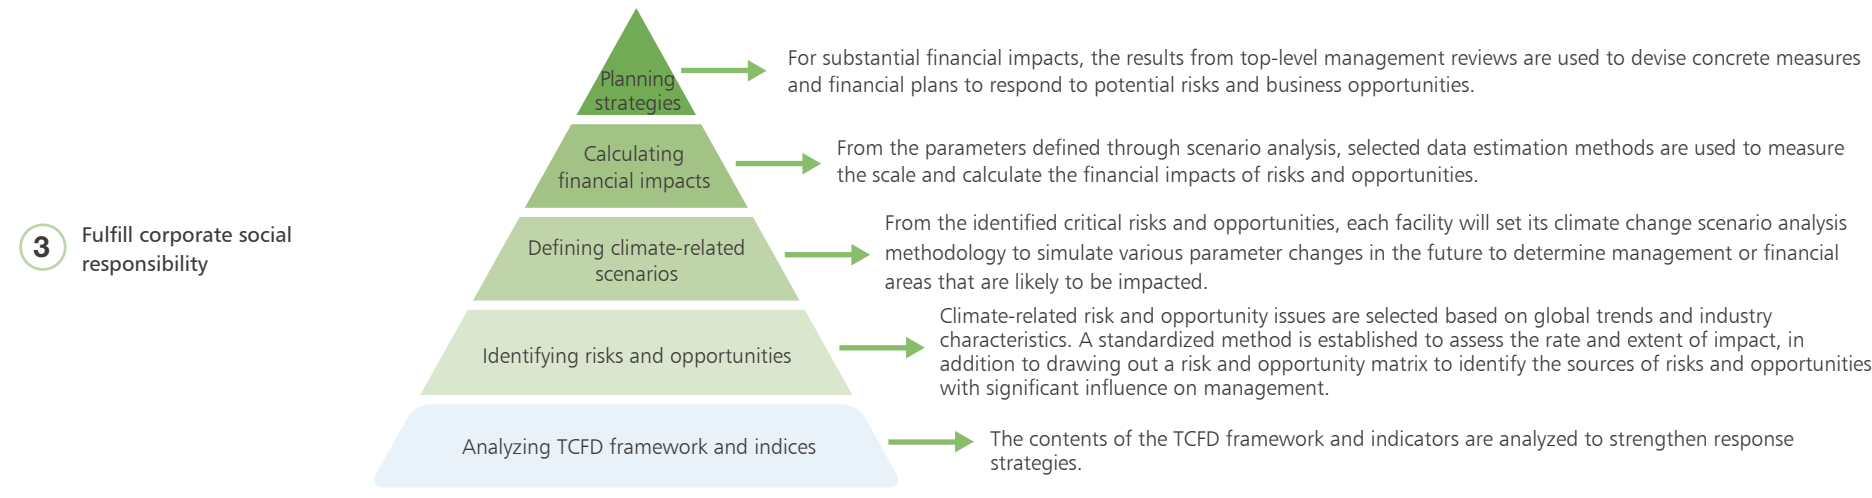 Planning
strategies
For substantial financial impacts, the results from top-level management reviews are used to devise concrete measures
and financial plans to respond to potential risks and business opportunities.
Calculating
financial impacts
From the parameters defined through scenario analysis, selected data estimation methods are used to measure
the scale and calculate the financial impacts of risks and opportunities.
3
Fulfill corporate social
responsibility
Defining climate-related
scenarios
From the identified critical risks and opportunities, each facility will set its climate change scenario analysis
methodology to simulate various parameter changes in the future to determine management or financial
areas that are likely to be impacted.
Identifying risks and opportunities
Climate-related risk and opportunity issues are selected based on global trends and industry
characteristics. A standardized method is established to assess the rate and extent of impact, in
addition to drawing out a risk and opportunity matrix to identify the sources of risks and opportunities
with significant influence on management.
Analyzing TCFD framework and indices
The contents of the TCFD framework and indicators are analyzed to strengthen response
strategies.